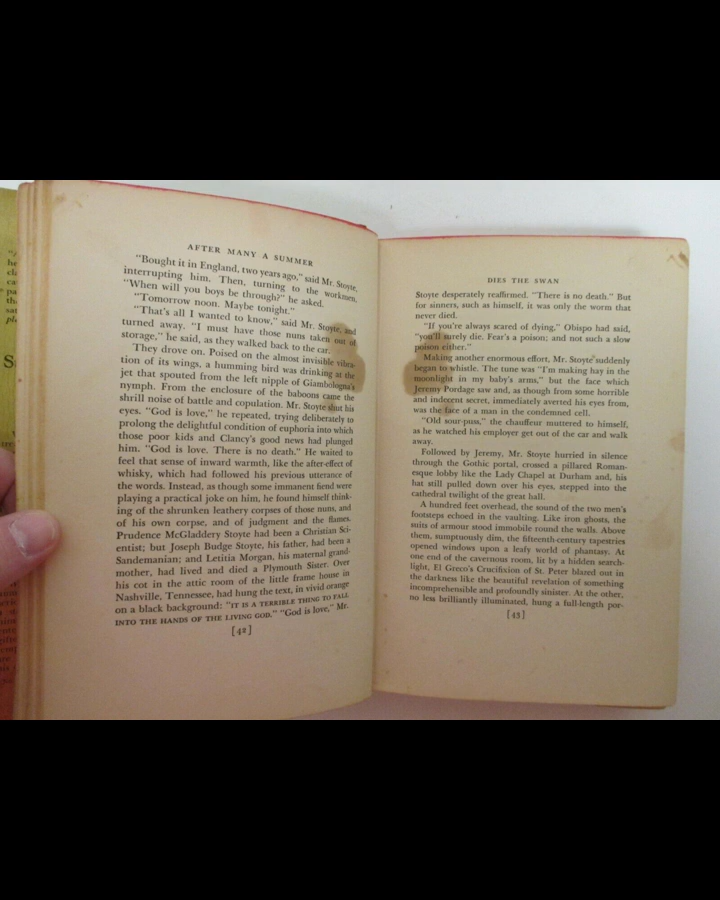 AFTER MANY A SUMMER
"Bought it in England, two years ago," said Mr. Stoyte,
interrupting him. Then, turning to the workmen,
"When will you boys be through?" he asked.
"Tomorrow noon. Maybe tonight."
"That's all I wanted to know," said Mr. Stoyte, and
turned away. "I must have those nuns taken out of
storage," he said, as they walked back to the car.
They drove on. Poised on the almost invisible vibra-
tion of its wings, a humming bird was drinking at the
jet that spouted from the left nipple of Giambologna's
nymph. From the enclosure of the baboons came the
shrill noise of battle and copulation. Mr. Stoyte shut his
eyes. "God is love," he repeated, trying deliberately to
prolong the delightful condition of euphoria into which
those poor kids and Clancy's good news had plunged
him. "God is love. There is no death." He waited to
feel that sense of inward warmth, like the after-effect of
whisky, which had followed his previous utterance of
the words. Instead, as though some immanent fiend were
playing a practical joke on him, he found himself think-
ing of the shrunken leathery corpses of those nuns, and
of his own corpse, and of judgment and the flames.
Prudence McGladdery Stoyte had been a Christian Sci-
entist; but Joseph Budge Stoyte, his father, had been a
Sandemanian; and Letitia Morgan, his maternal grand-
mother, had lived and died a Plymouth Sister. Over
his cot in the attic room of the little frame house in
Nashville, Tennessee, had hung the text, in vivid orange
on a black background: "IT IS A TERRIBLE THING TO FALL
INTO THE HANDS OF THE LIVING GOD." "God is love," Mr.
[42]
DIES THE SWAN
Stoyte desperately reaffirmed. "There is no death." But
for sinners, such as himself, it was only the worm that
never died.
"If you're always scared of dying," Obispo had said,
"you'll surely die. Fear's a poison; and not such a slow
poison either."
Making another enormous effort, Mr. Stoyte suddenly
began to whistle. The tune was "I'm making hay in the
moonlight in my baby's arms," but the face which
Jeremy Pordage saw and, as though from some horrible
and indecent secret, immediately averted his eyes from,
was the face of a man in the condemned cell.
"Old sour-puss," the chauffeur muttered to himself,
as he watched his employer get out of the car and walk
away.
Followed by Jeremy, Mr. Stoyte hurried in silence
through the Gothic portal, crossed a pillared Roman-
esque lobby like the Lady Chapel at Durham and, his
hat still pulled down over his eyes, stepped into the
cathedral twilight of the great hall.
A hundred feet overhead, the sound of the two men's
footsteps echoed in the vaulting. Like iron ghosts, the
suits of armour stood immobile round the walls. Above
them, sumptuously dim, the fifteenth-century tapestries
opened windows upon a leafy world of phantasy. At
one end of the cavernous room, lit by a hidden search-
light, El Greco's Crucifixion of St. Peter blazed out in
the darkness like the beautiful revelation of something
incomprehensible and profoundly sinister. At the other,
no less brilliantly illuminated, hung a full-length por-
[43]